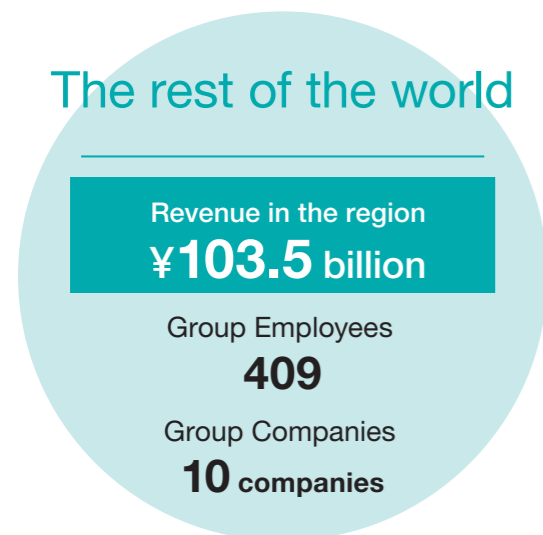 The rest of the world
Revenue in the region
¥103.5 billion
Group Employees
409
Group Companies
10 companies